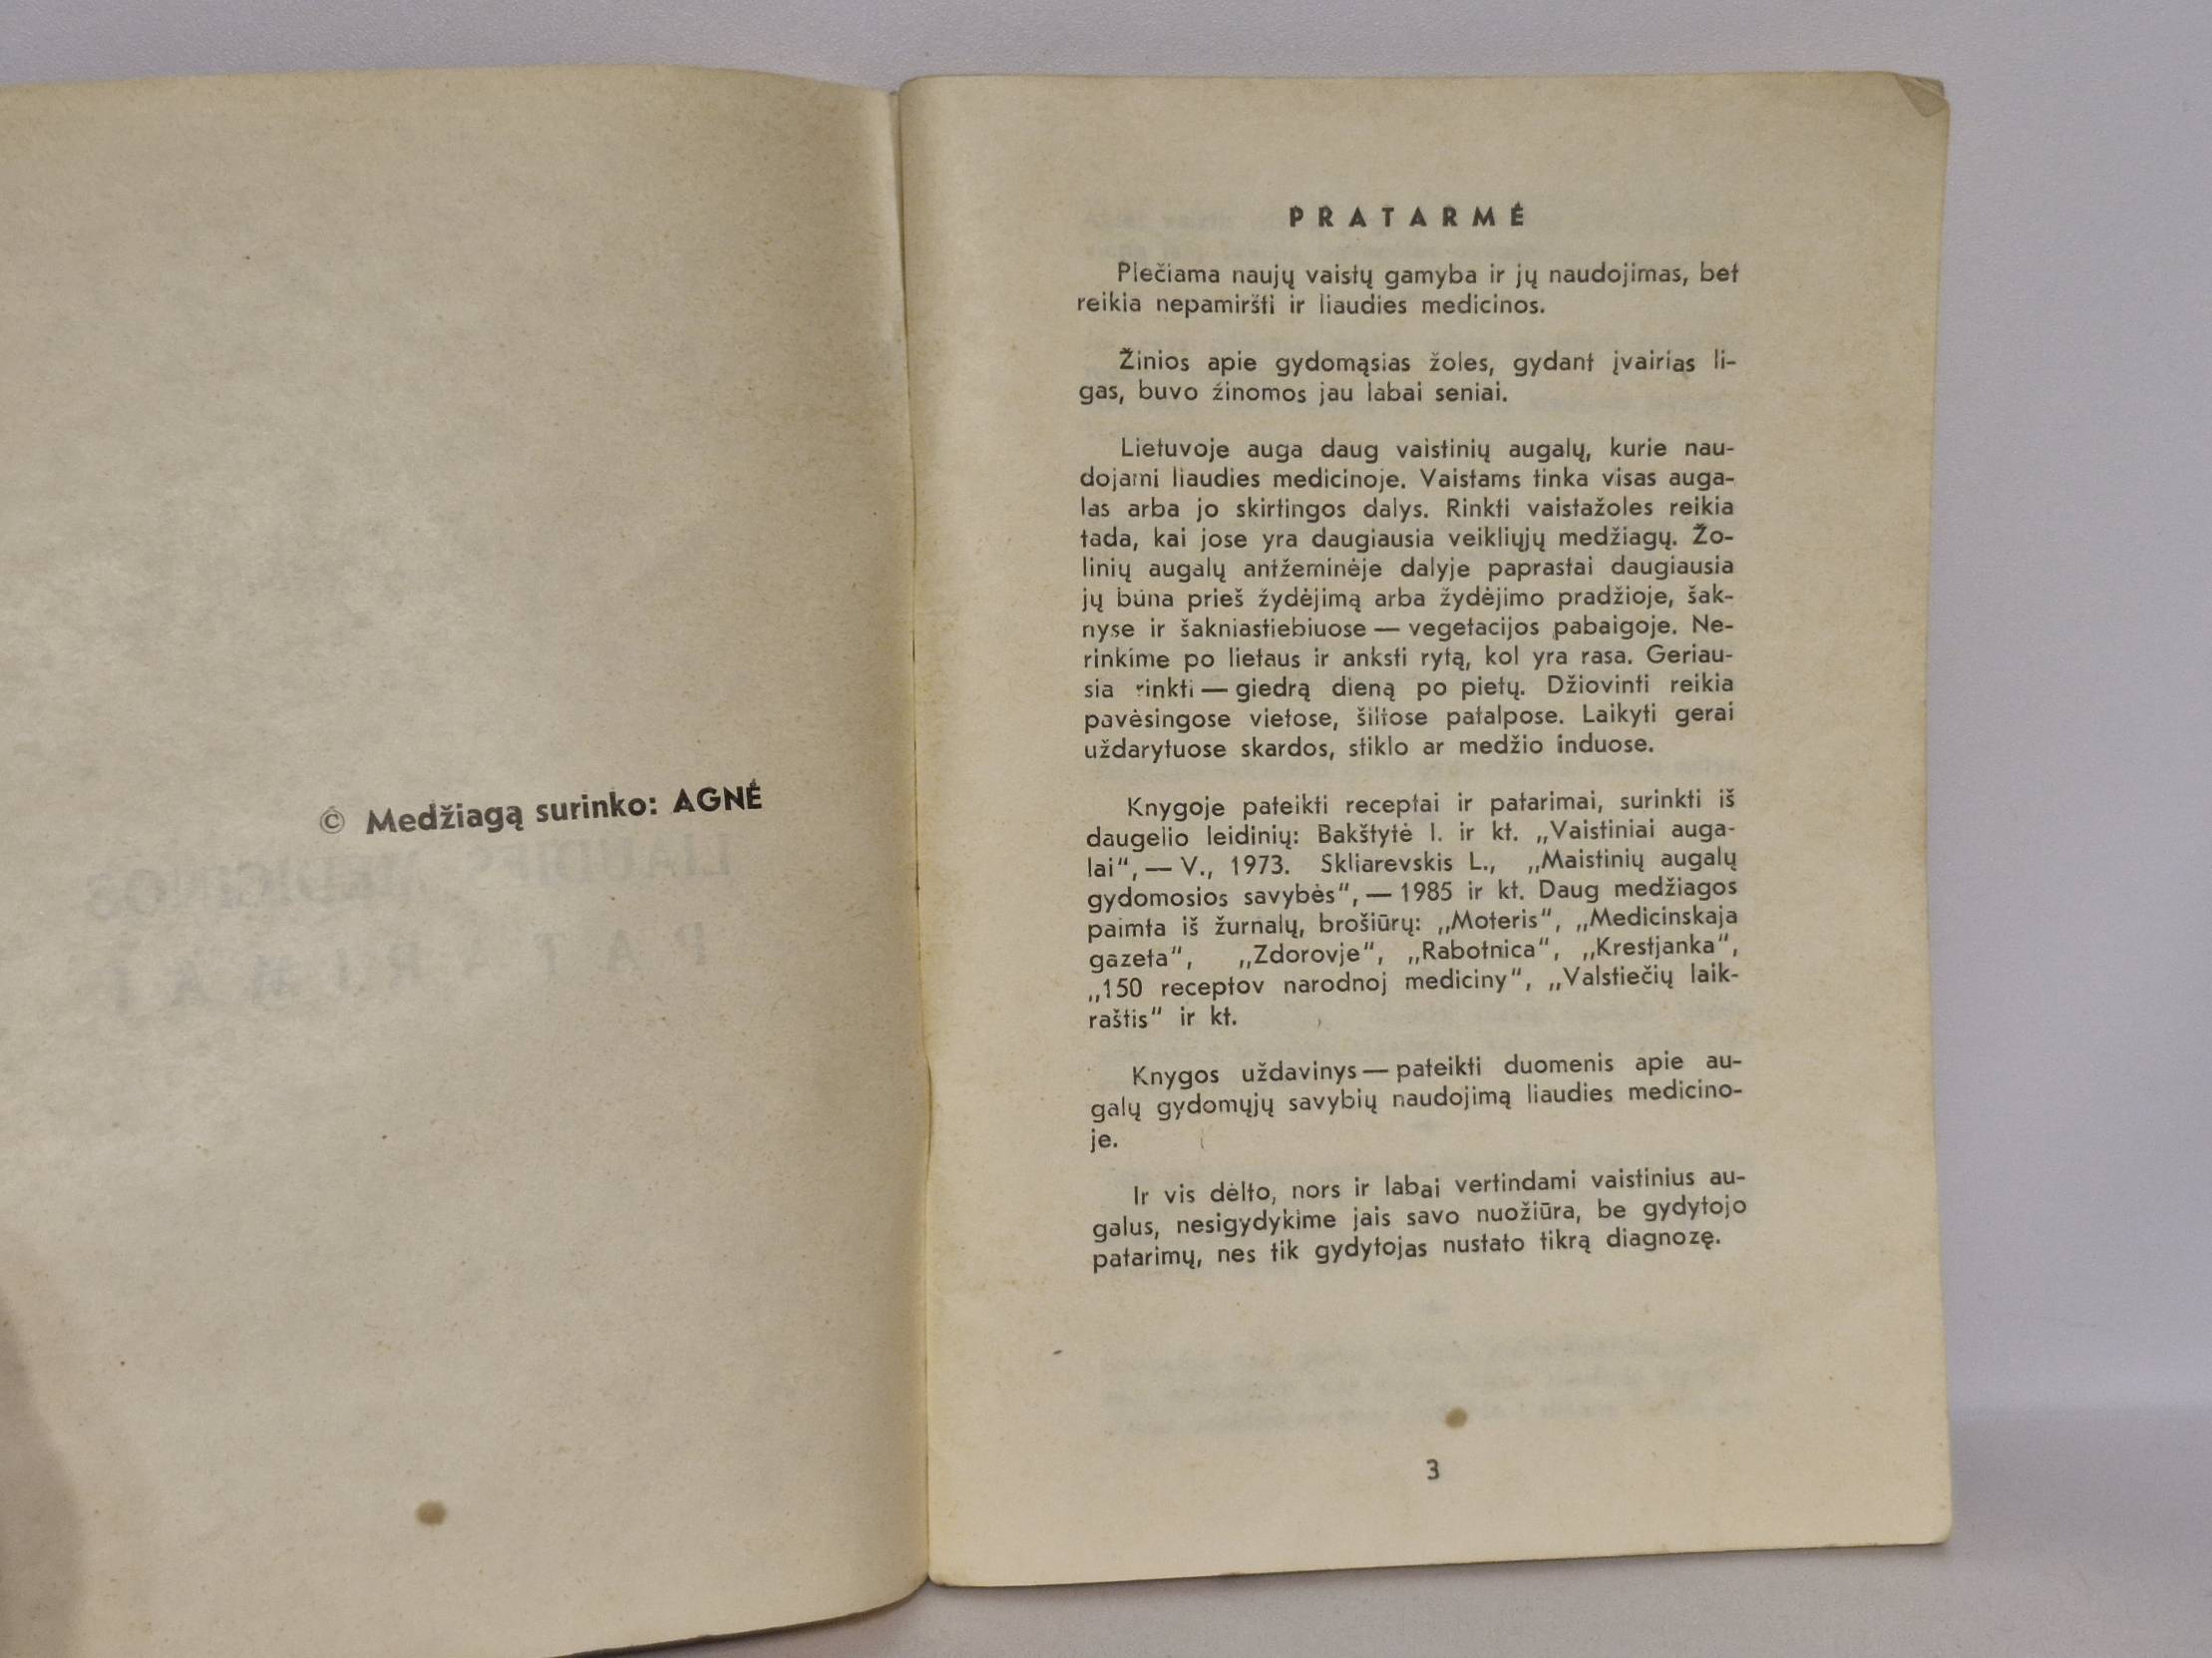 © Medžiagą surinko: AGNĖ
PRATARMĖ
Plečiama naujų vaistų gamyba ir jų naudojimas, bet
reikia nepamiršti ir liaudies medicinos.
Žinios apie gydomąsias žoles, gydant įvairias li-
gas, buvo žinomos jau labai seniai.
Lietuvoje auga daug vaistinių augalų, kurie nau-
dojami liaudies medicinoje. Vaistams tinka visas auga-
las arba jo skirtingos dalys. Rinkti vaistažoles reikia
tada, kai jose yra daugiausia veikliųjų medžiagų. Žo-
linių augalų antžeminėje dalyje paprastai daugiausia
jų būna prieš žydėjimą arba žydėjimo pradžioje, šak-
nyse ir šakniastiebiuose — vegetacijos pabaigoje. Ne-
rinkime po lietaus ir anksti rytą, kol yra rasa. Geriau-
sia rinkti — giedrą dieną po pietų. Džiovinti reikia
pavėsingose vietose, šiltose patalpose. Laikyti gerai
uždarytuose skardos, stiklo ar medžio induose.
Knygoje pateikti receptai ir patarimai, surinkti iš
daugelio leidinių: Bakštytė I. ir kt. „Vaistiniai auga-
lai“, — V., 1973. Skliarevskis L., „Maistinių augalų
gydomosios savybės“, — 1985 ir kt. Daug medžiagos
paimta iš žurnalų, brošiūrų: „Moteris“, „Medicinskaja
gazeta“, „Zdorovje“, „Rabotnica“, „Krestjanka“,
„150 receptov narodnoj mediciny“, „Valstiečių laik-
raštis“ ir kt.
Knygos uždavinys — pateikti duomenis apie au-
galų gydomųjų savybių naudojimą liaudies medicino-
je.
Ir vis dėlto, nors ir labai vertindami vaistinius au-
galus, nesigydykime jais savo nuožiūra, be gydytojo
patarimų, nes tik gydytojas nustato tikrą diagnozę.
3